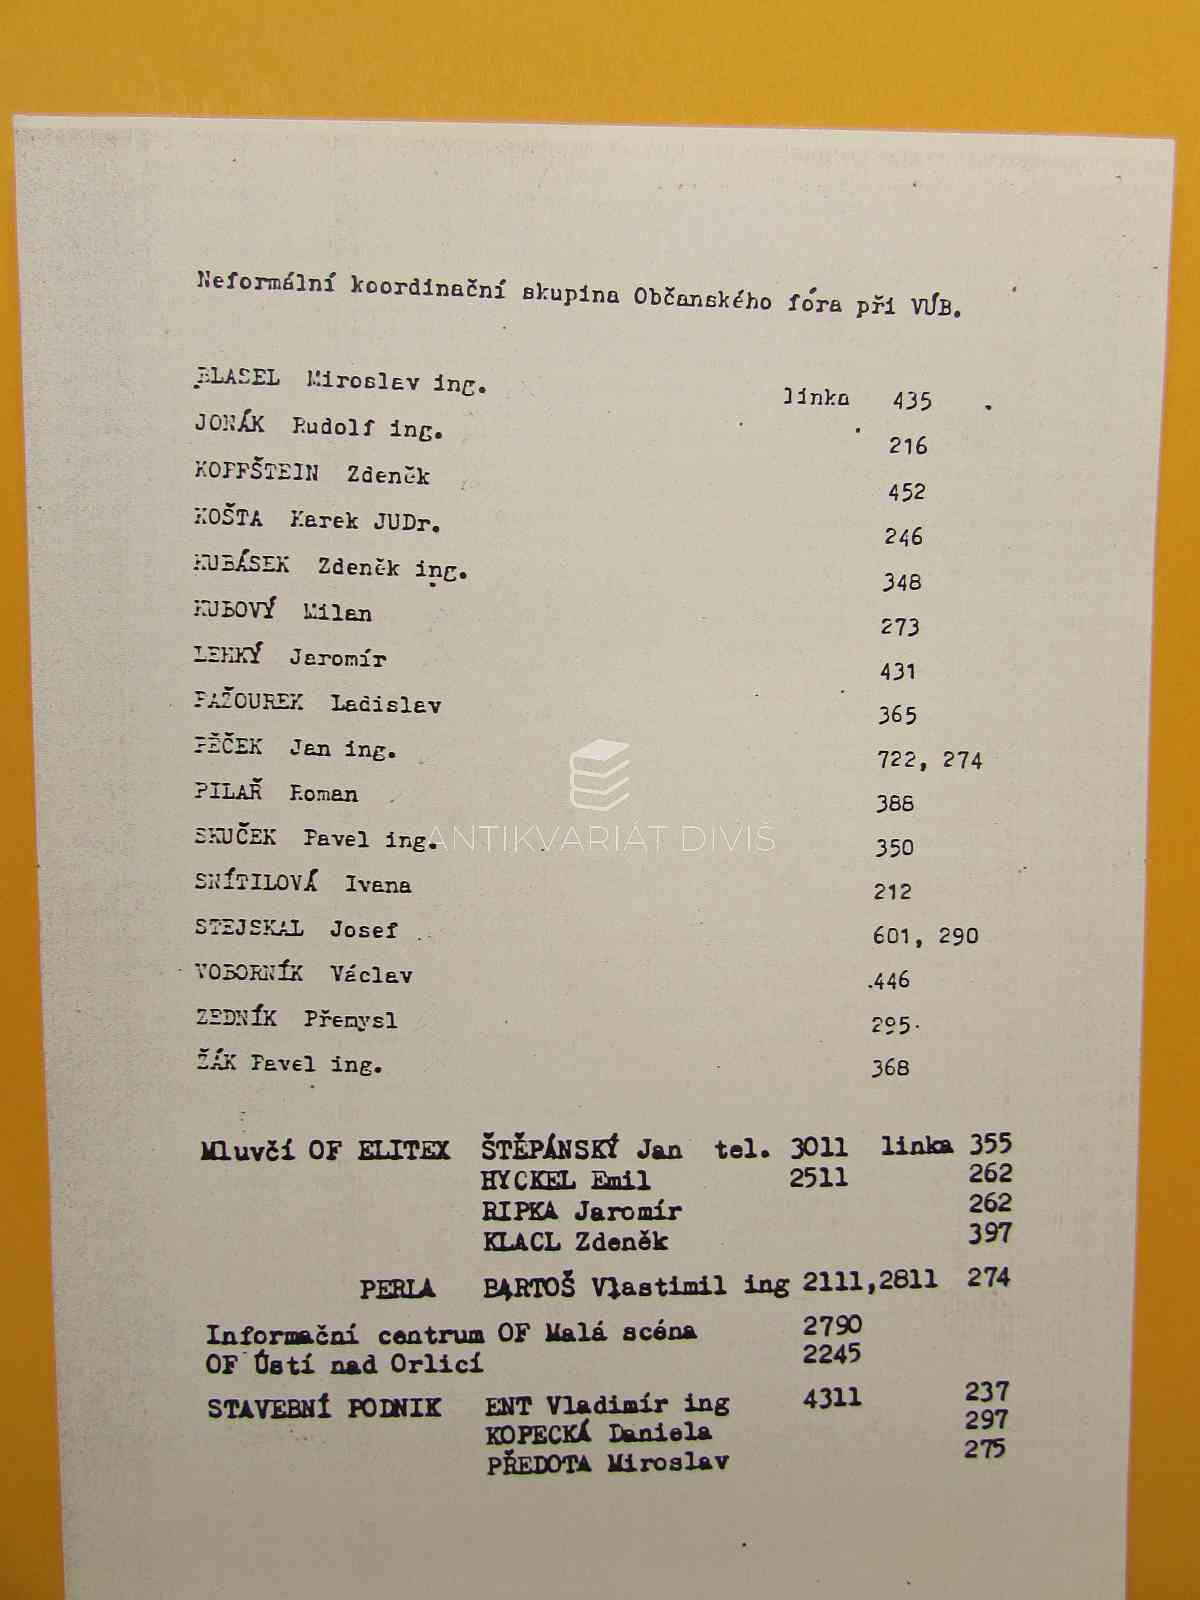 Neformální koordinační skupina Občanského fóra při VÚB.
BLASEL Miroslav ing. linka 435
JONÁK Rudolf ing. 216
KOFFŠTEIN Zdeněk 452
KOŠTA Karek JUDr. 246
KUBÁSEK Zdeněk ing. 348
KUBOVÝ Milan 273
LEHKÝ Jaromír 431
PAŽOUREK Ladislav 365
PĚČEK Jan ing. 722, 274
PILAŘ Roman 388
SKUČEK Pavel ing. 350
SNÍTILOVÁ Ivana 212
STEJSKAL Josef 601, 290
VOBORNÍK Václav 446
ZEDNÍK Přemysl 295
ŽÁK Pavel ing. 368
ANTIKVARIÁT DIVIŠ
Mluvčí OF ELITEX ŠTĚPÁNSKÝ Jan tel. 3011 linka 355
HYCKEL Emil 2511 262
RIPKA Jaromír 262
KLACL Zdeněk 397
PERLA BARTOŠ Vlastimil ing 2111,2811 274
Informační centrum OF Malá scéna 2790
OF Ústí nad Orlicí 2245
STAVEBNÍ PODNIK ENT Vladimír ing 4311 237
KOPECKÁ Daniela 297
PŘEDOTA Miroslav 275